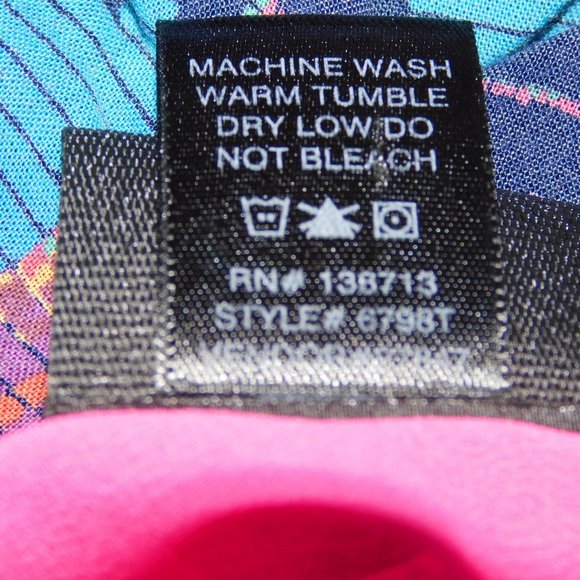 MACHINE WASH
WARM TUMBLE
DRY LOW DO
NOT BLEACH
RN# 138713
STYLE# 6798T